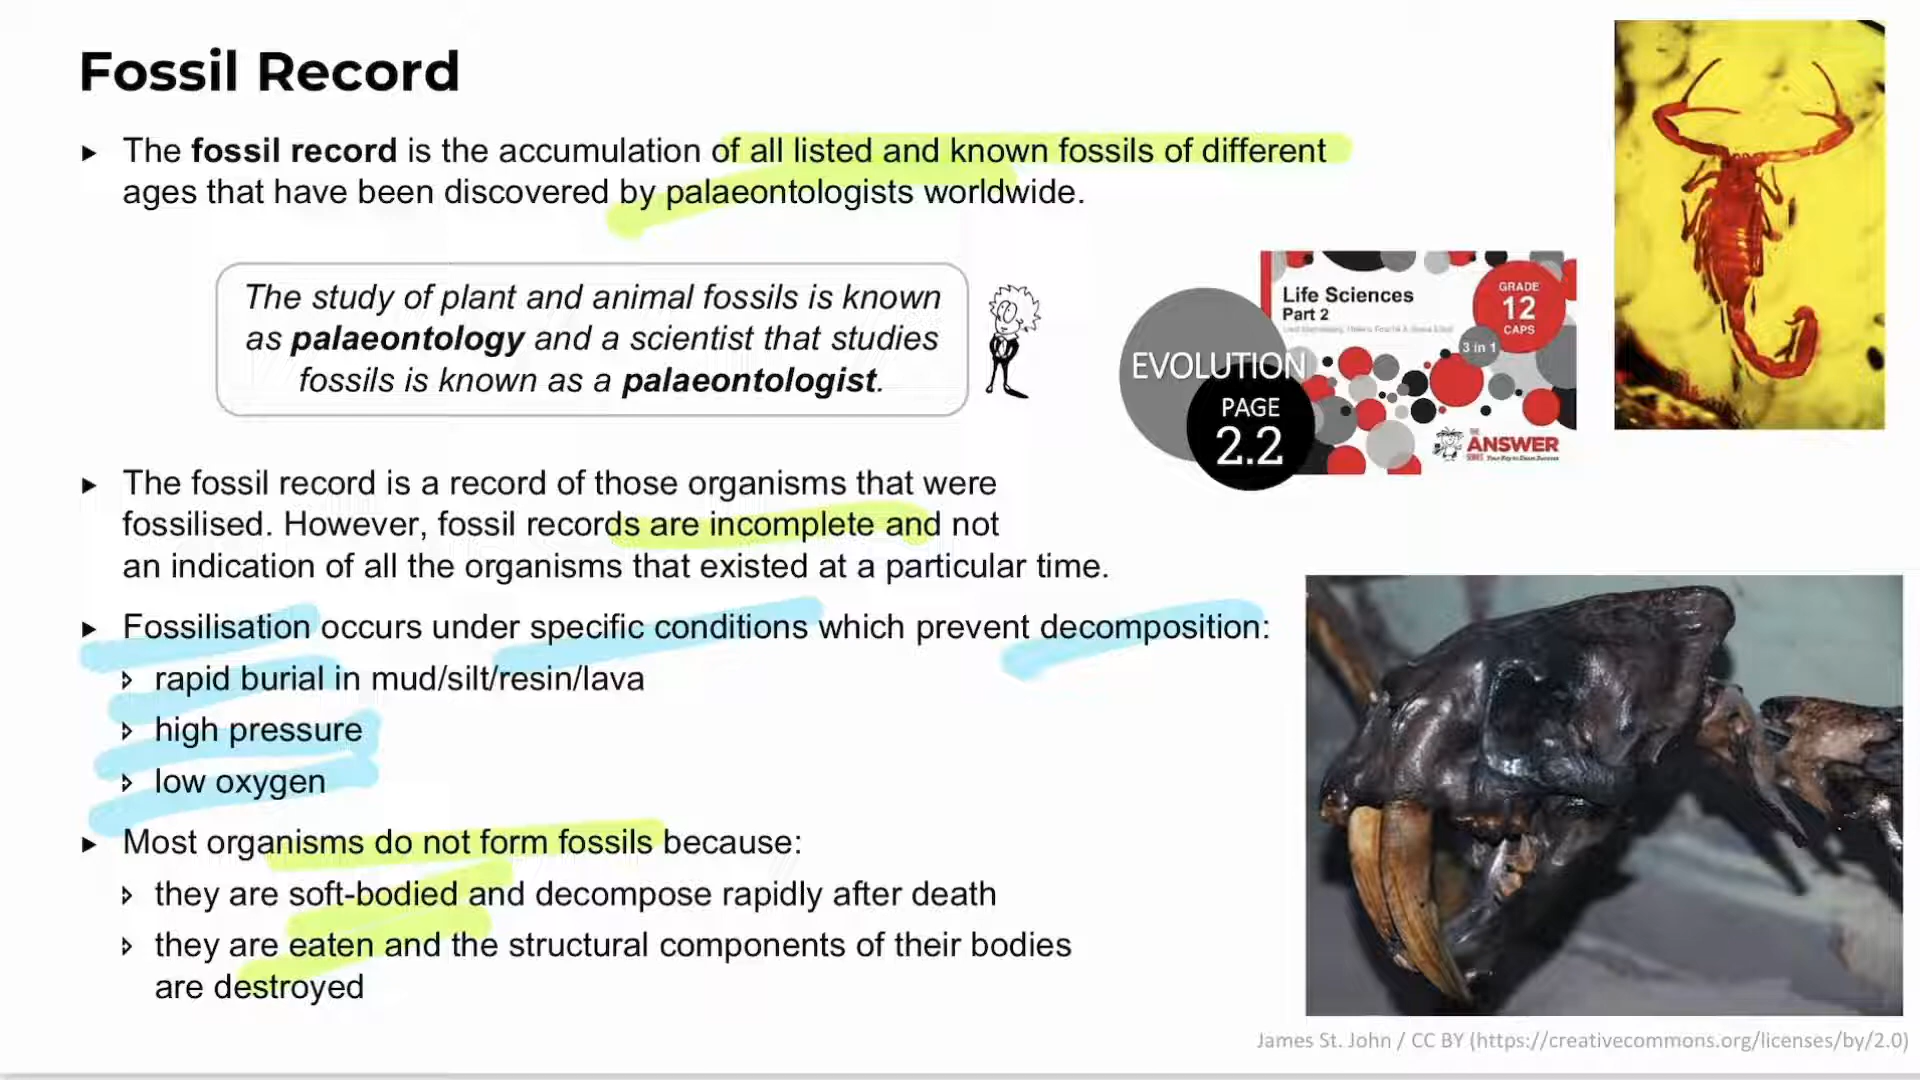 Fossil Record
▸ The fossil record is the accumulation of all listed and known fossils of different
ages that have been discovered by palaeontologists worldwide.
The study of plant and animal fossils is known
as palaeontology and a scientist that studies
fossils is known as a palaeontologist.
Life Sciences
Part 2
GRADE
12
CAPS
3 in 1
EVOLUTION
PAGE
2.2
THE
ANSWER
SERIES Your Key to Exam Success
▸ The fossil record is a record of those organisms that were
fossilised. However, fossil records are incomplete and not
an indication of all the organisms that existed at a particular time.
▸ Fossilisation occurs under specific conditions which prevent decomposition:
▹ rapid burial in mud/silt/resin/lava
▹ high pressure
▹ low oxygen
▸ Most organisms do not form fossils because:
▹ they are soft-bodied and decompose rapidly after death
▹ they are eaten and the structural components of their bodies
are destroyed
James St. John / CC BY (https://creativecommons.org/licenses/by/2.0)